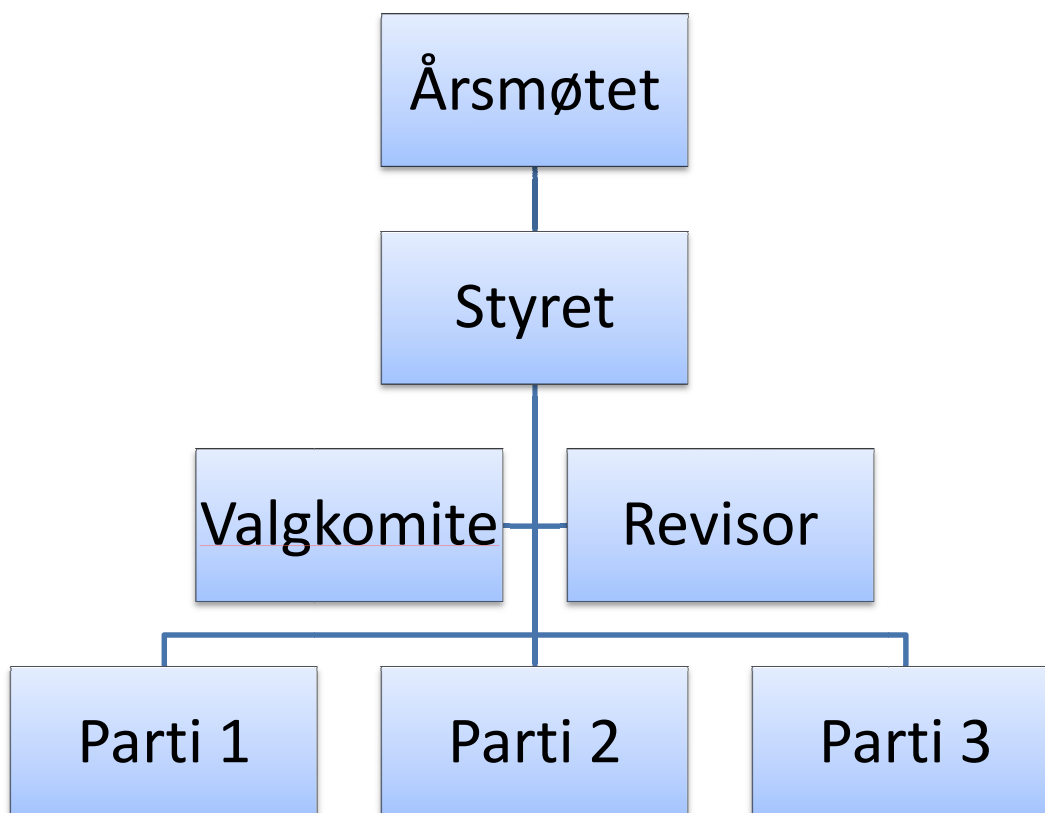 Årsmøtet
Styret
Valgkomite
Revisor
Parti 1
Parti 2
Parti 3